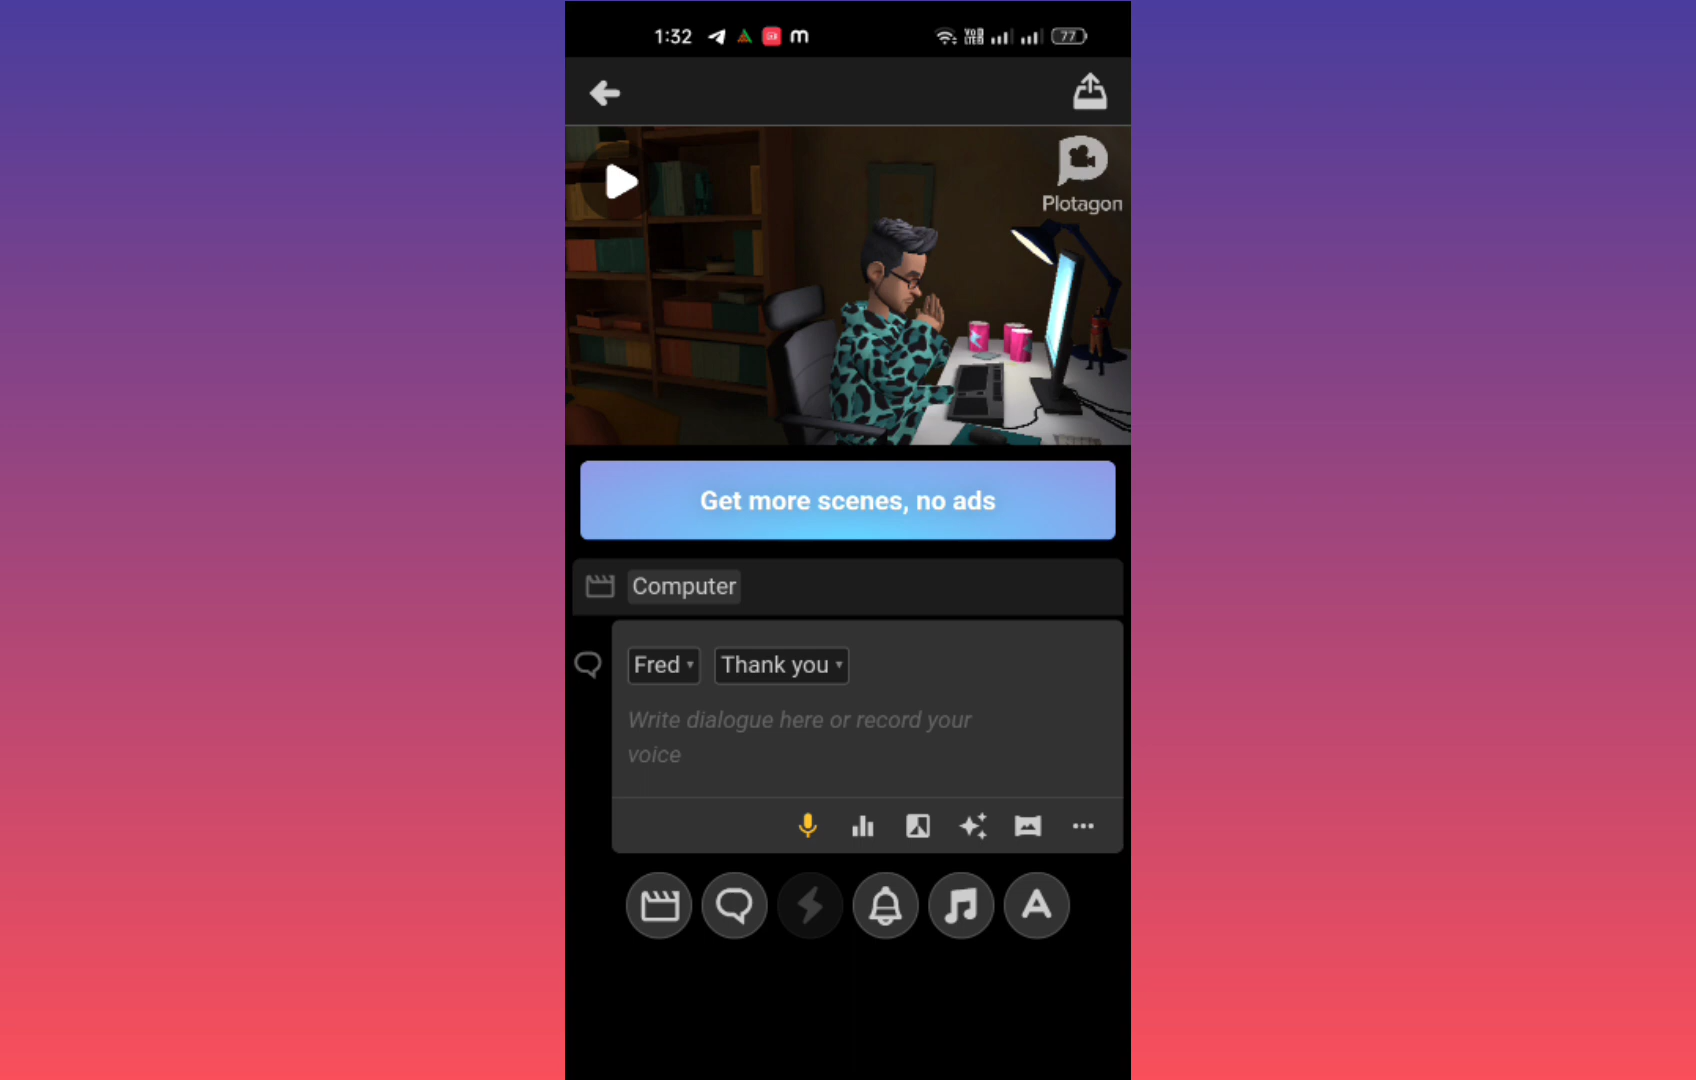 1:32
77
Plotagon
Get more scenes, no ads
Computer
Fred
Thank you
Write dialogue here or record your
voice